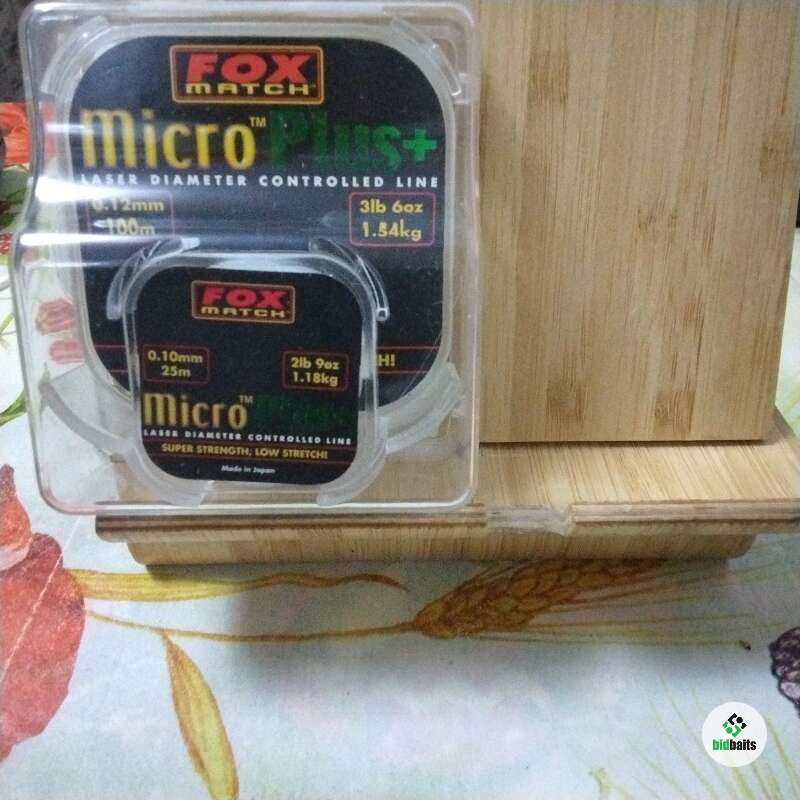 FOX
MATCH
Micro™ Plus+
LASER DIAMETER CONTROLLED LINE
0.12mm
100m
3lb 6oz
1.54kg
H!
FOX
MATCH
0.10mm
25m
2lb 9oz
1.18kg
Micro™ Plus+
LASER DIAMETER CONTROLLED LINE
SUPER STRENGTH; LOW STRETCH!
Made in Japan
bidbaits